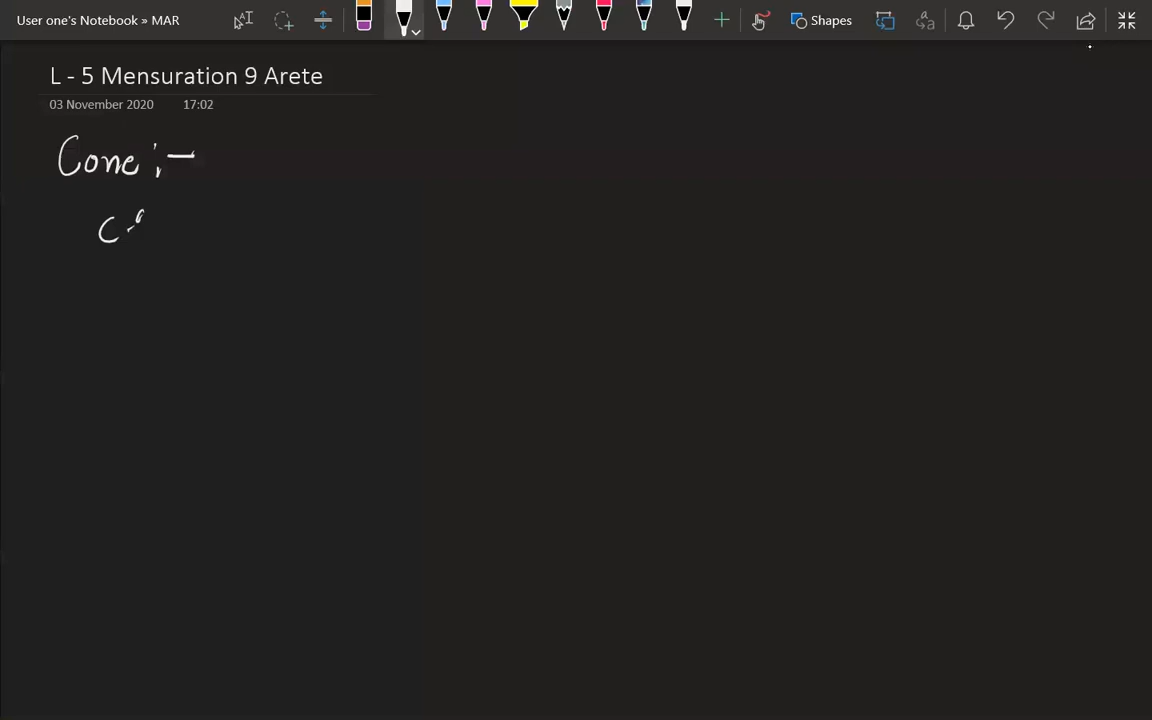 User one's Notebook » MAR
Shapes
L - 5 Mensuration 9 Arete
03 November 2020 17:02
Cone :-